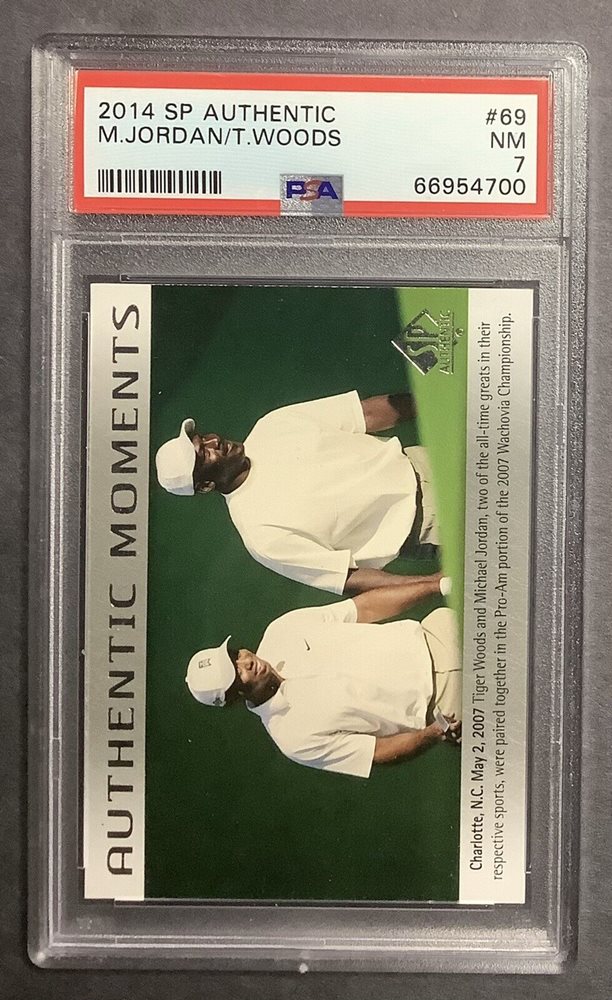 2014 SP AUTHENTIC #69
M.JORDAN/T.WOODS NM
7
PSA 66954700
AUTHENTIC MOMENTS
SP
AUTHENTIC
Charlotte, N.C. May 2, 2007 Tiger Woods and Michael Jordan, two of the all-time greats in their
respective sports, were paired together in the Pro-Am portion of the 2007 Wachovia Championship.